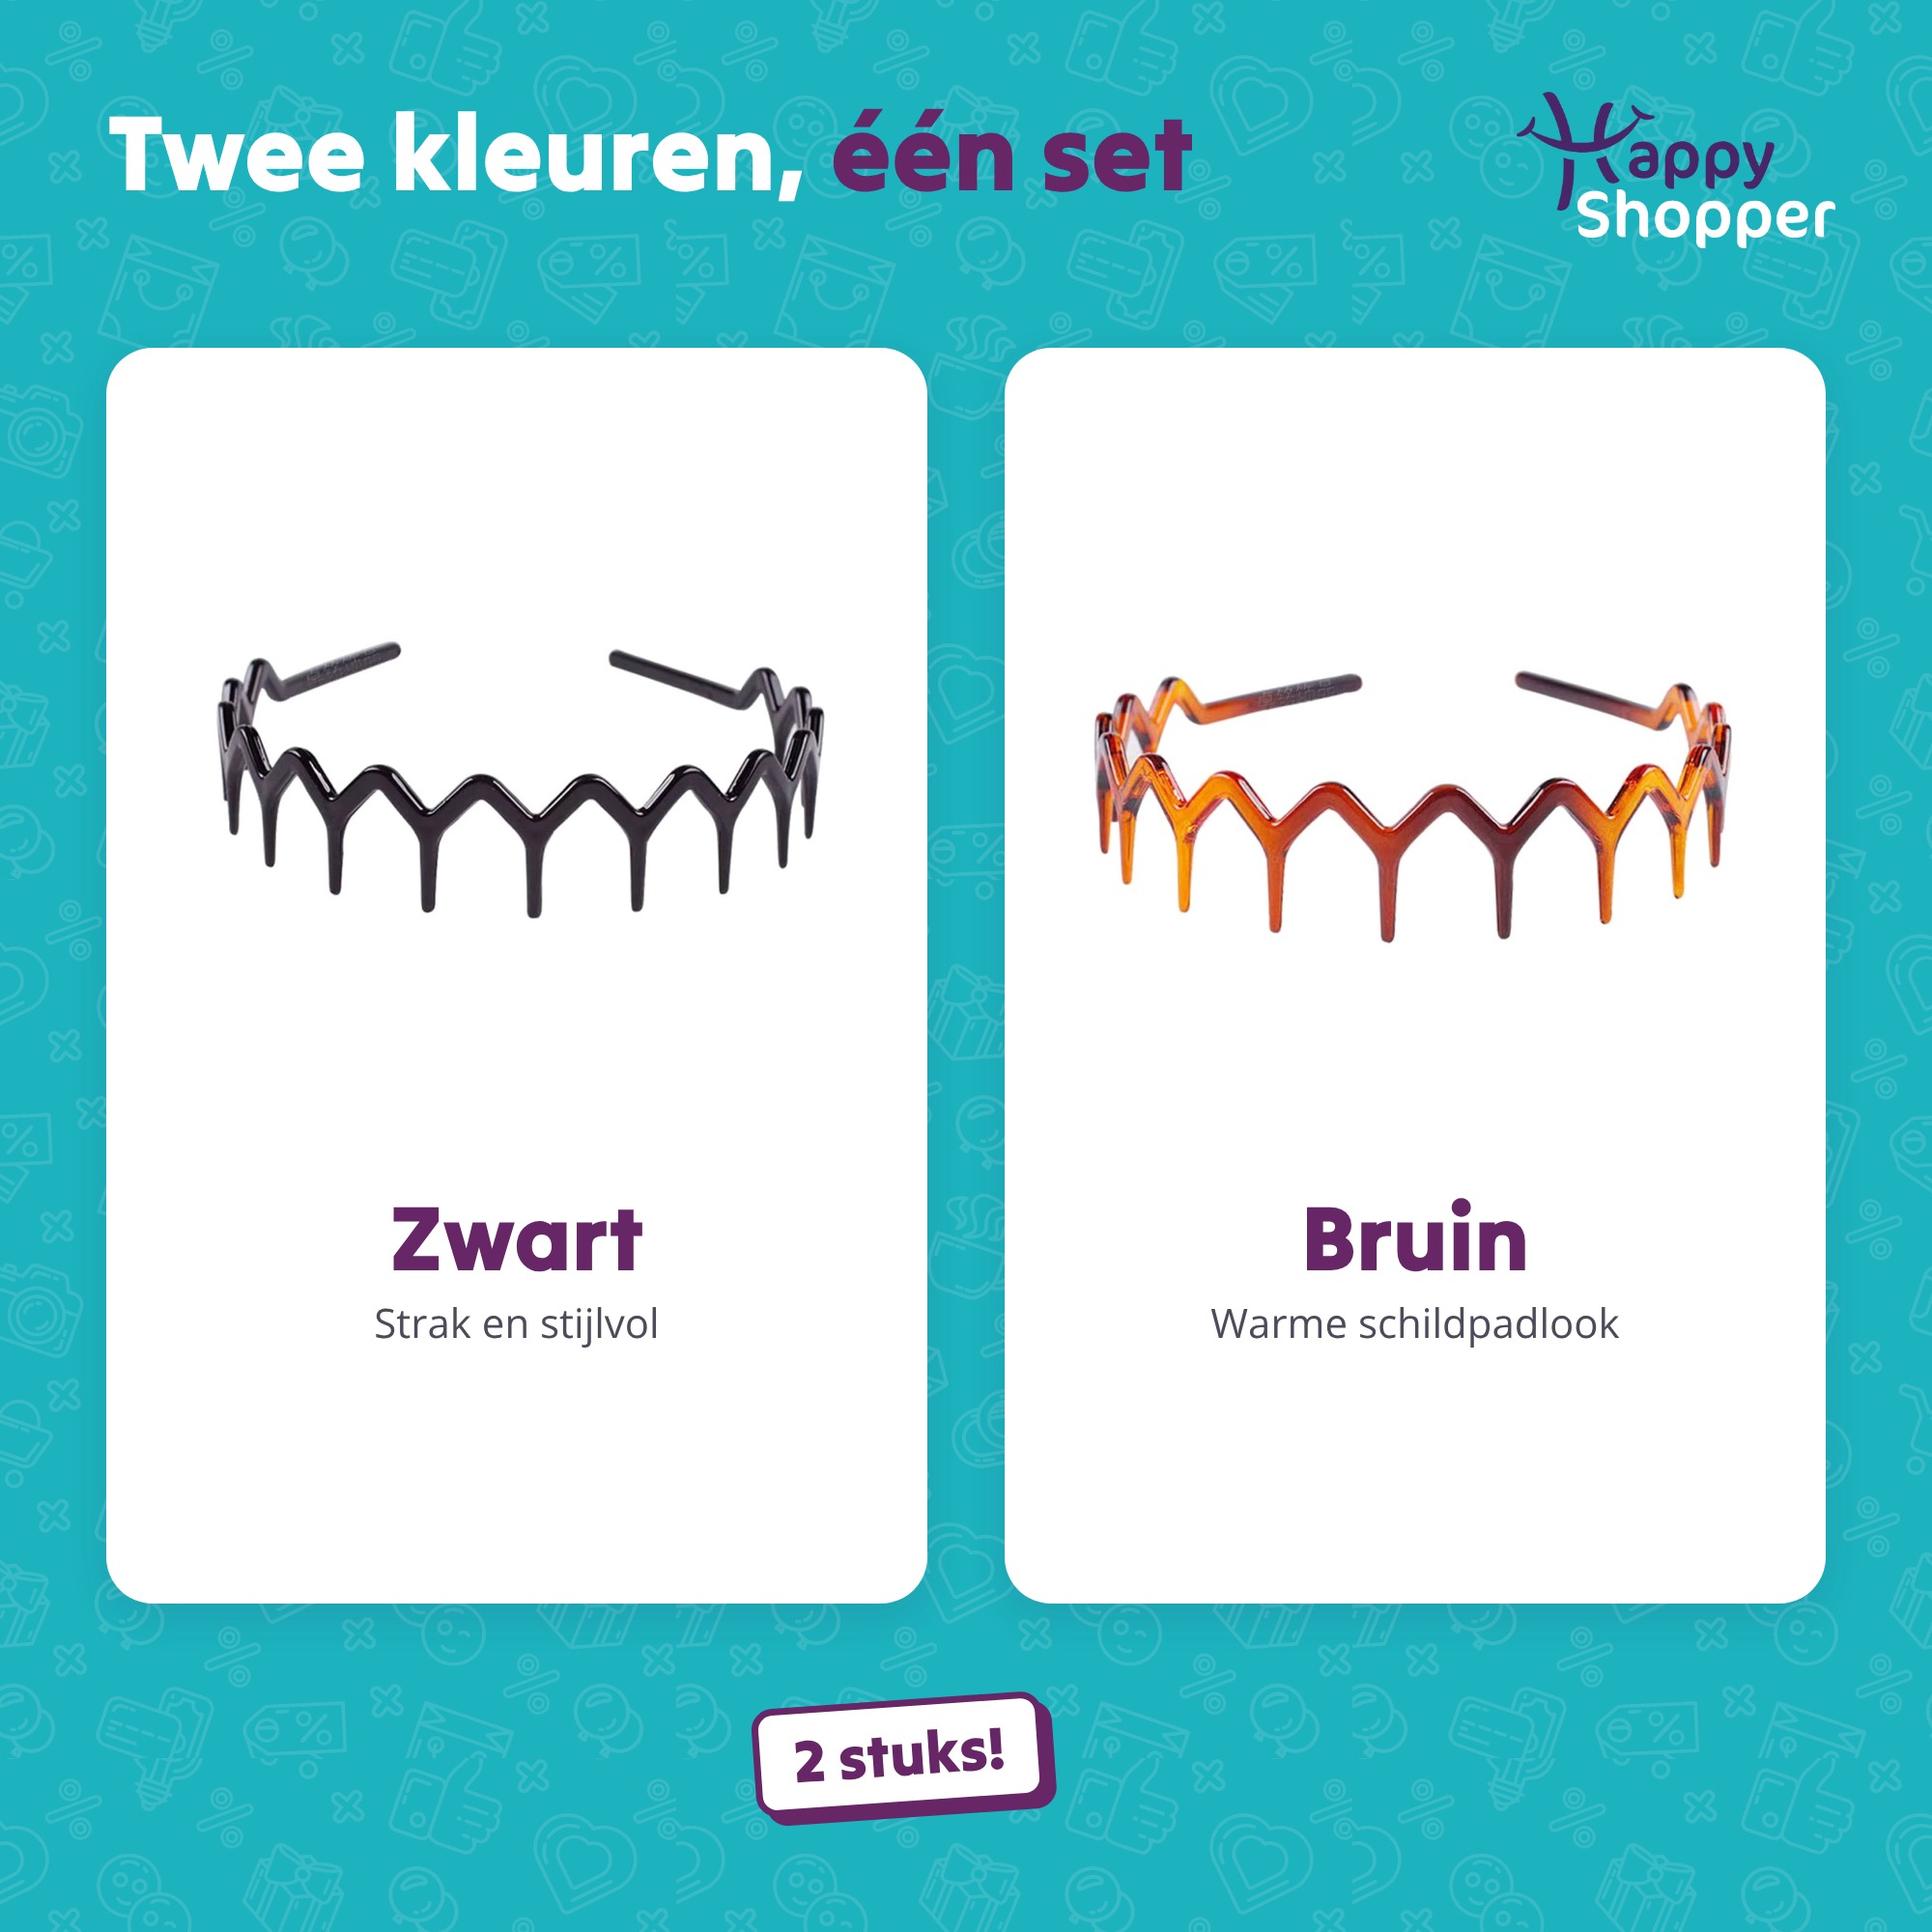 Twee kleuren, één set
Happy
Shopper
Zwart
Strak en stijlvol
Bruin
Warme schildpadlook
2 stuks!